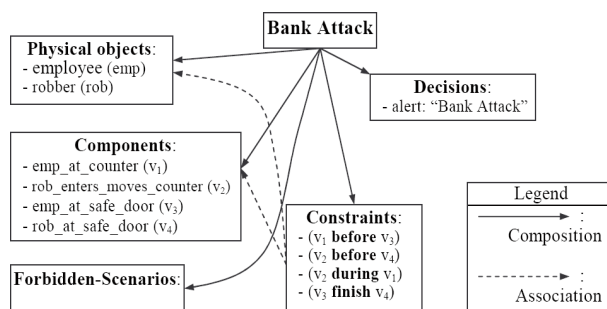 Bank Attack
Physical objects:
- employee (emp)
- robber (rob)
Decisions:
- alert: “Bank Attack”
Components:
- emp_at_counter (v₁)
- rob_enters_moves_counter (v₂)
- emp_at_safe_door (v₃)
- rob_at_safe_door (v₄)
Constraints:
- (v₁ before v₃)
- (v₂ before v₄)
- (v₂ during v₁)
- (v₃ finish v₄)
Forbidden-Scenarios:
Legend
:
Composition
:
Association